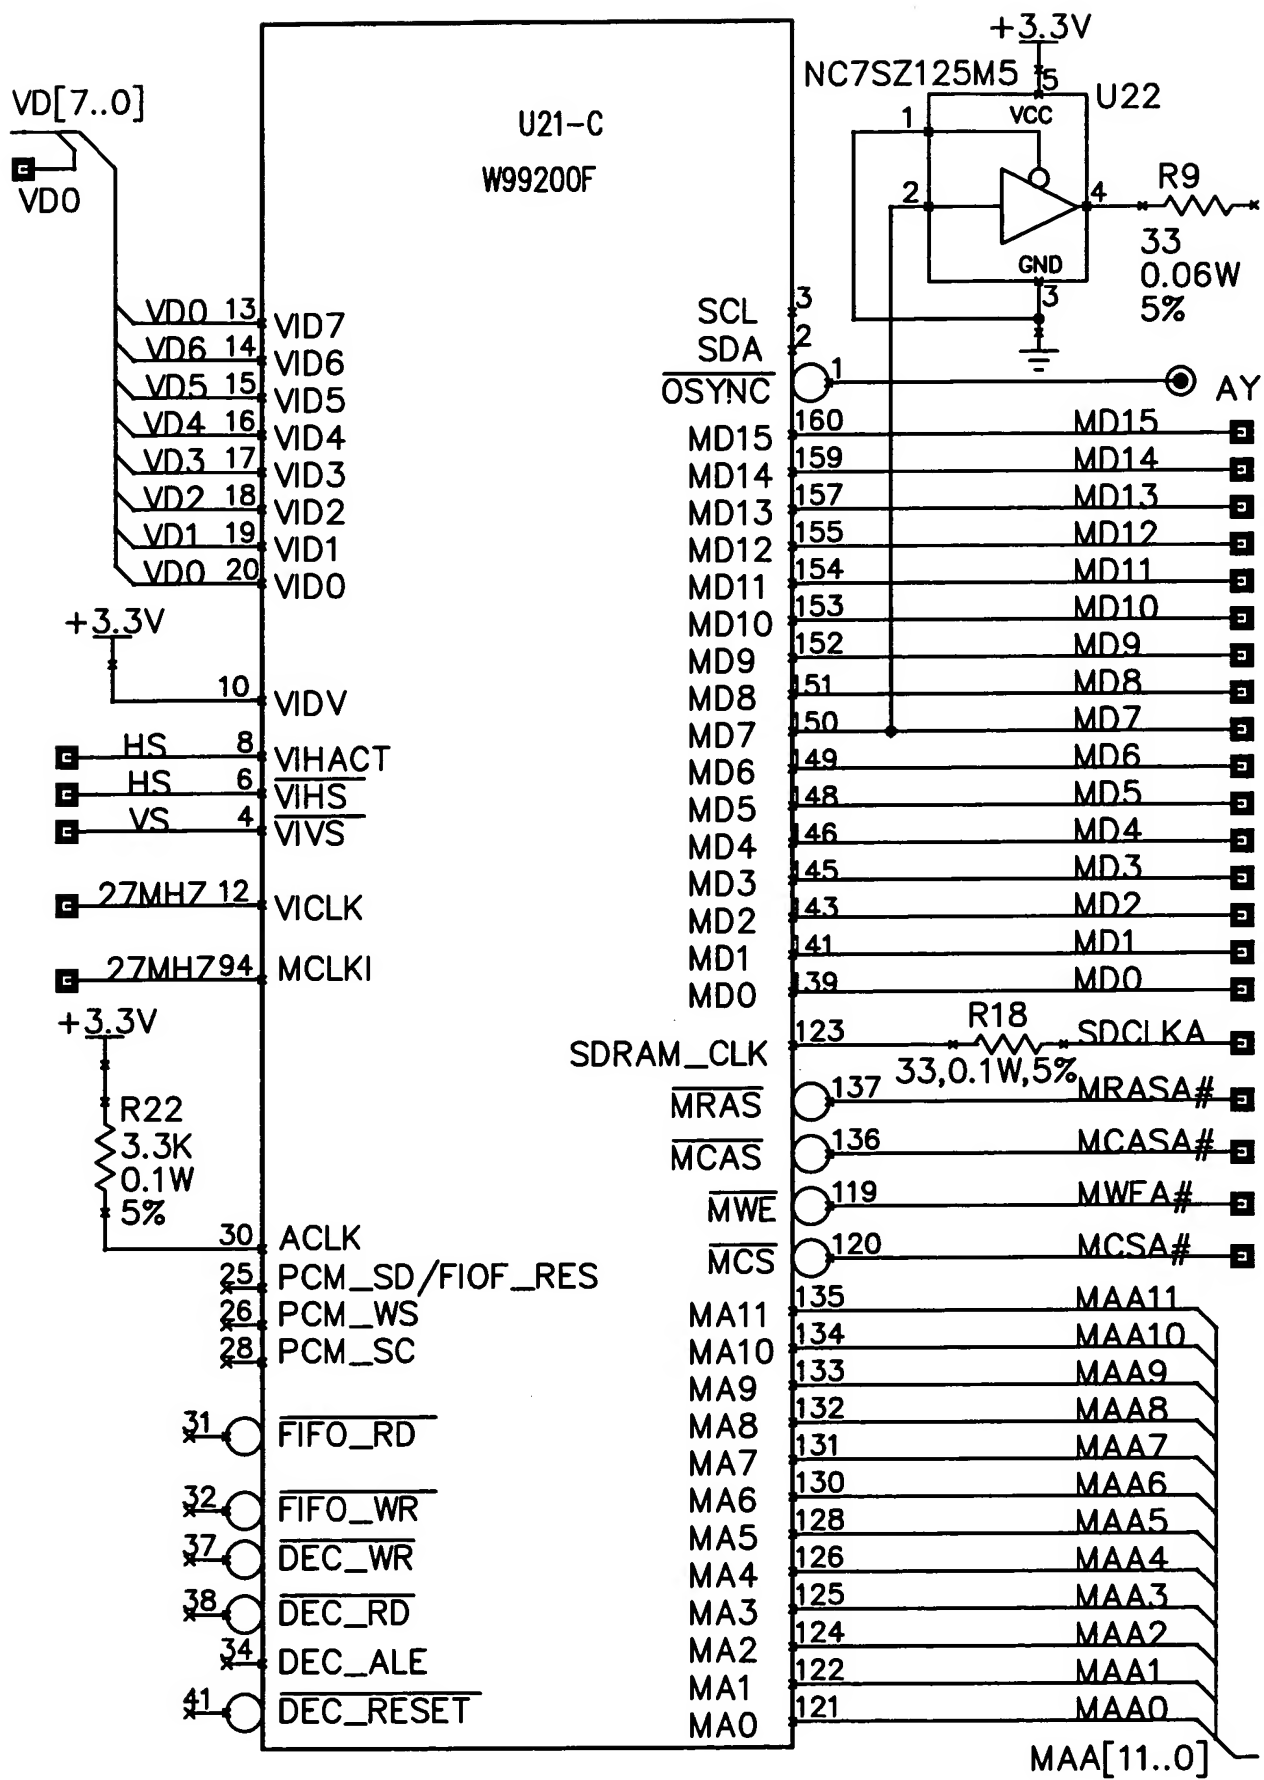 +3.3V
NC7SZ125M5
5
U22
VCC
1
2
4
GND
3
R9
33
0.06W
5%
VD[7..0]
VD0
U21-C
W99200F
VD0 13 VID7
VD6 14 VID6
VD5 15 VID5
VD4 16 VID4
VD3 17 VID3
VD2 18 VID2
VD1 19 VID1
VD0 20 VID0
+3.3V
10 VIDV
HS 8 VIHACT
HS 6 VIHS
VS 4 VIVS
27MH7 12 VICLK
27MH7 94 MCLKI
+3.3V
R22
3.3K
0.1W
5%
30 ACLK
25 PCM_SD/FIOF_RES
26 PCM_WS
28 PCM_SC
31 FIFO_RD
32 FIFO_WR
37 DEC_WR
38 DEC_RD
34 DEC_ALE
41 DEC_RESET
SCL 3
SDA 2
OSYNC 1 AY
MD15 160 MD15
MD14 159 MD14
MD13 157 MD13
MD12 155 MD12
MD11 154 MD11
MD10 153 MD10
MD9 152 MD9
MD8 151 MD8
MD7 150 MD7
MD6 149 MD6
MD5 148 MD5
MD4 146 MD4
MD3 145 MD3
MD2 143 MD2
MD1 141 MD1
MD0 139 MD0
R18
SDRAM_CLK 123 SDCLKA
33,0.1W,5%
MRAS 137 MRASA#
MCAS 136 MCASA#
MWE 119 MWFA#
MCS 120 MCSA#
MA11 135 MAA11
MA10 134 MAA10
MA9 133 MAA9
MA8 132 MAA8
MA7 131 MAA7
MA6 130 MAA6
MA5 128 MAA5
MA4 126 MAA4
MA3 125 MAA3
MA2 124 MAA2
MA1 122 MAA1
MA0 121 MAA0
MAA[11..0]